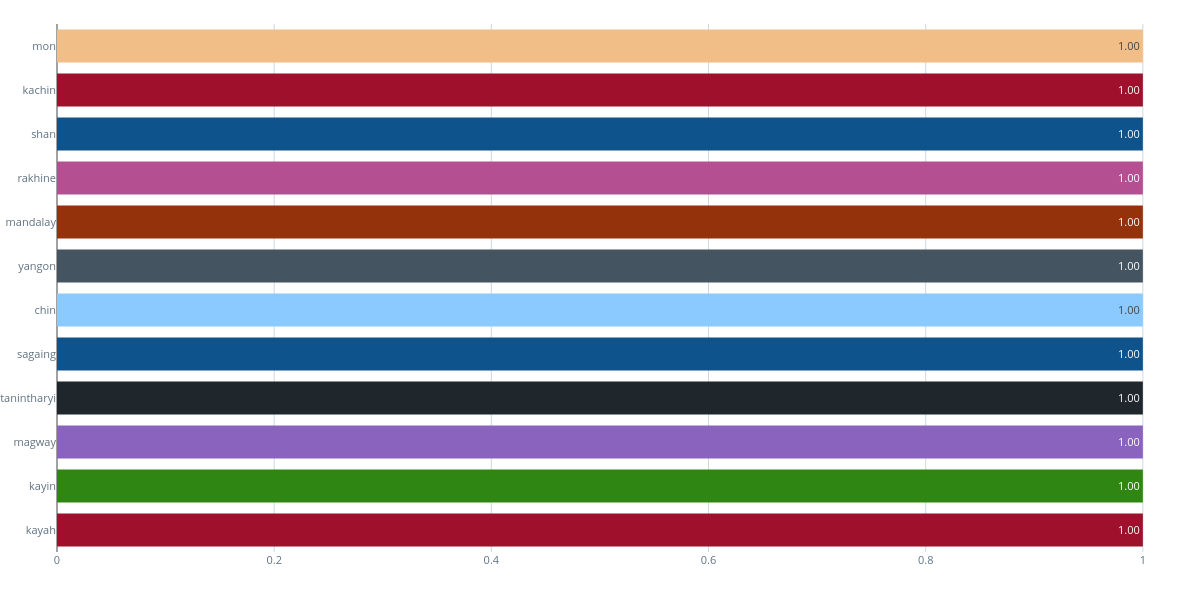 mon 1.00
kachin 1.00
shan 1.00
rakhine 1.00
mandalay 1.00
yangon 1.00
chin 1.00
sagaing 1.00
tanintharyi 1.00
magway 1.00
kayin 1.00
kayah 1.00
0 0.2 0.4 0.6 0.8 1